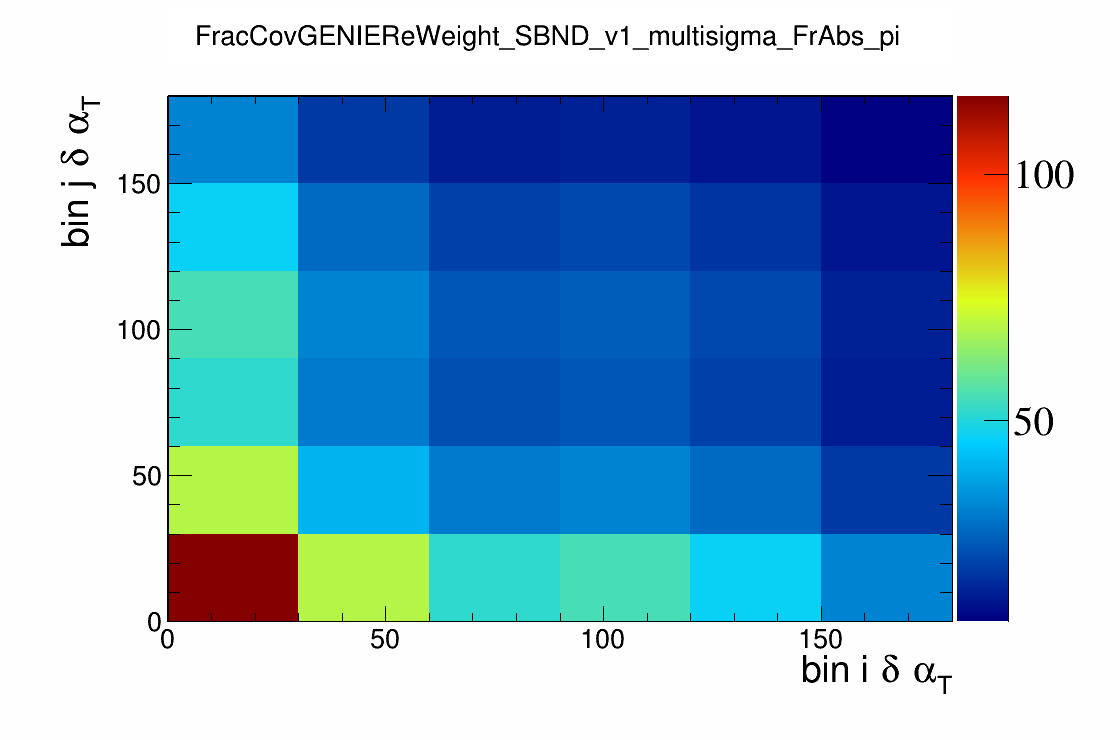 FracCovGENIEReWeight_SBND_v1_multisigma_FrAbs_pi
bin j δ α_T
150
100
50
0
0 50 100 150
bin i δ α_T
100
50